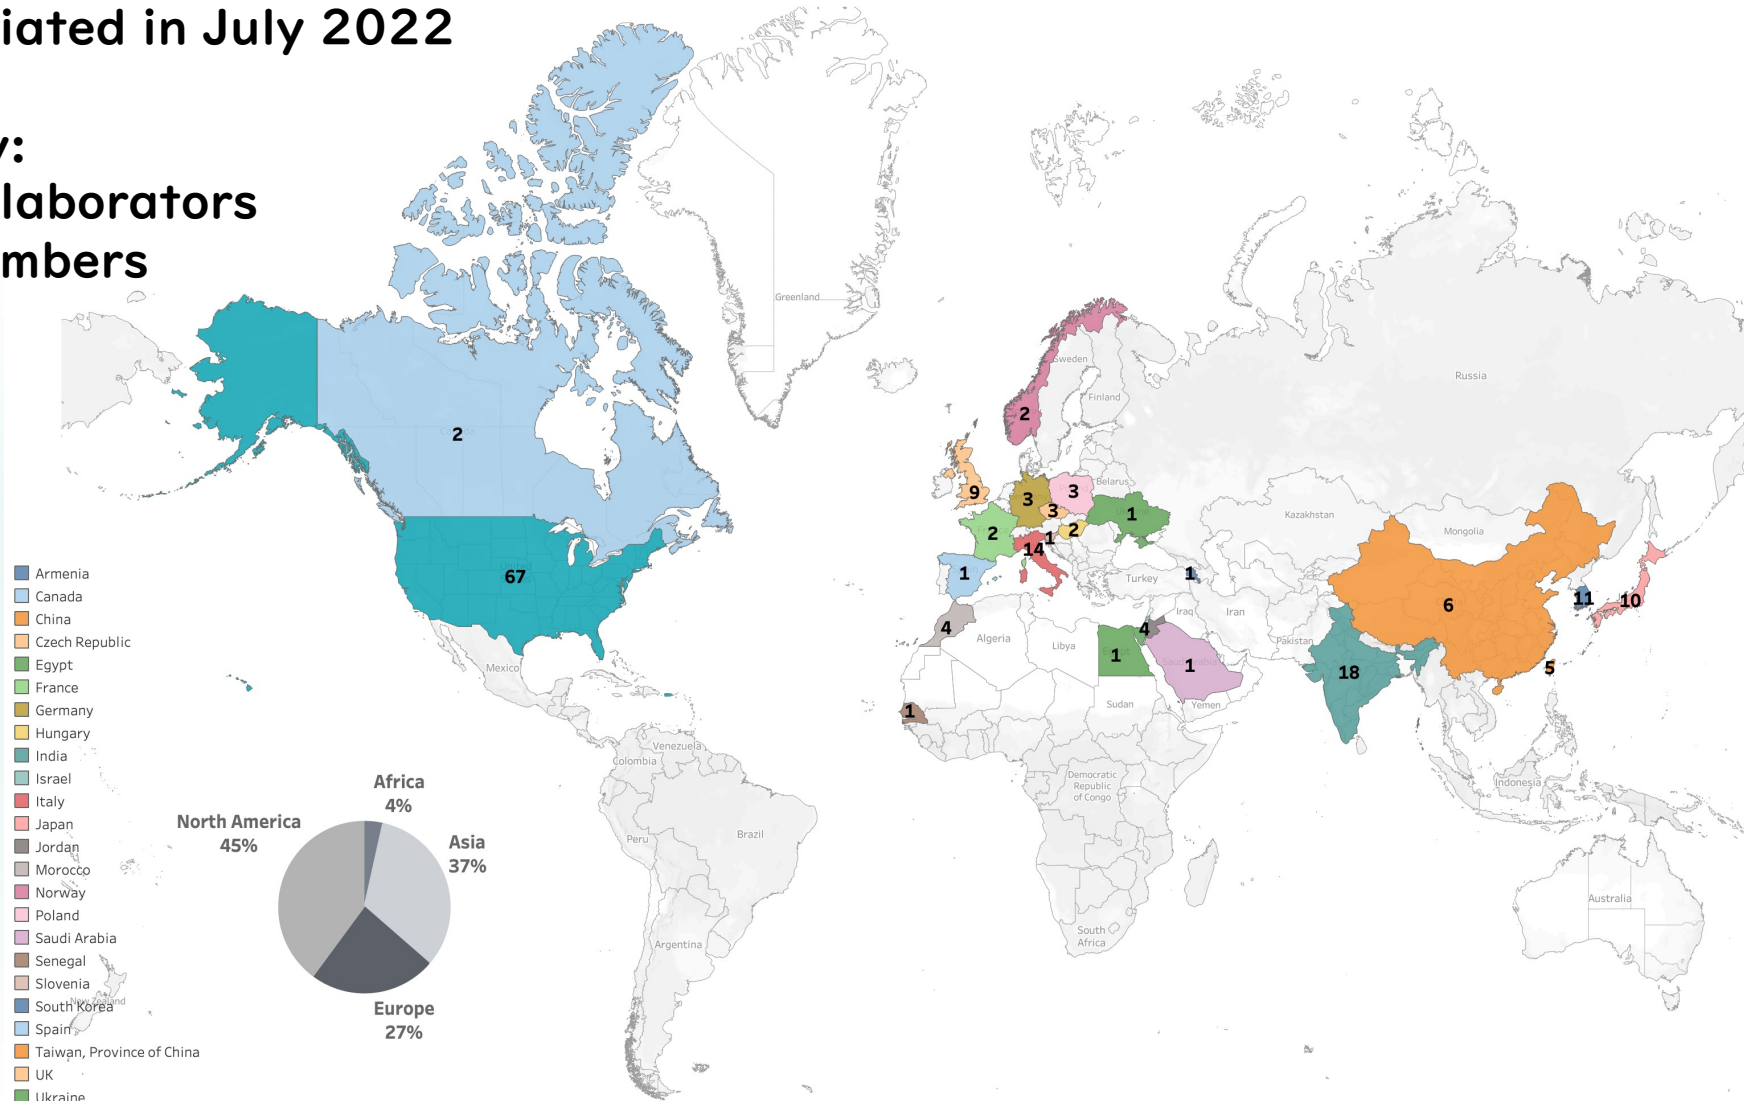 iated in July 2022
y:
laborators
mbers
Greenland
Sweden
Finland
Russia
2
2
Belarus
9
3
3
3
2
1
2
1
14
1
Kazakhstan
Mongolia
67
1
Turkey
1
Iraq
Iran
Pakistan
6
11
10
4
Algeria
Libya
Egypt
1
4
Saudi Arabia
1
18
5
Mexico
1
Sudan
Yemen
Venezuela
Colombia
Democratic
Republic
of Congo
Indonesia
Peru
Brazil
Argentina
South
Africa
Australia
New Zealand
Armenia
Canada
China
Czech Republic
Egypt
France
Germany
Hungary
India
Israel
Italy
Japan
Jordan
Morocco
Norway
Poland
Saudi Arabia
Senegal
Slovenia
South Korea
Spain
Taiwan, Province of China
UK
Ukraine
Africa
4%
North America
45%
Asia
37%
Europe
27%